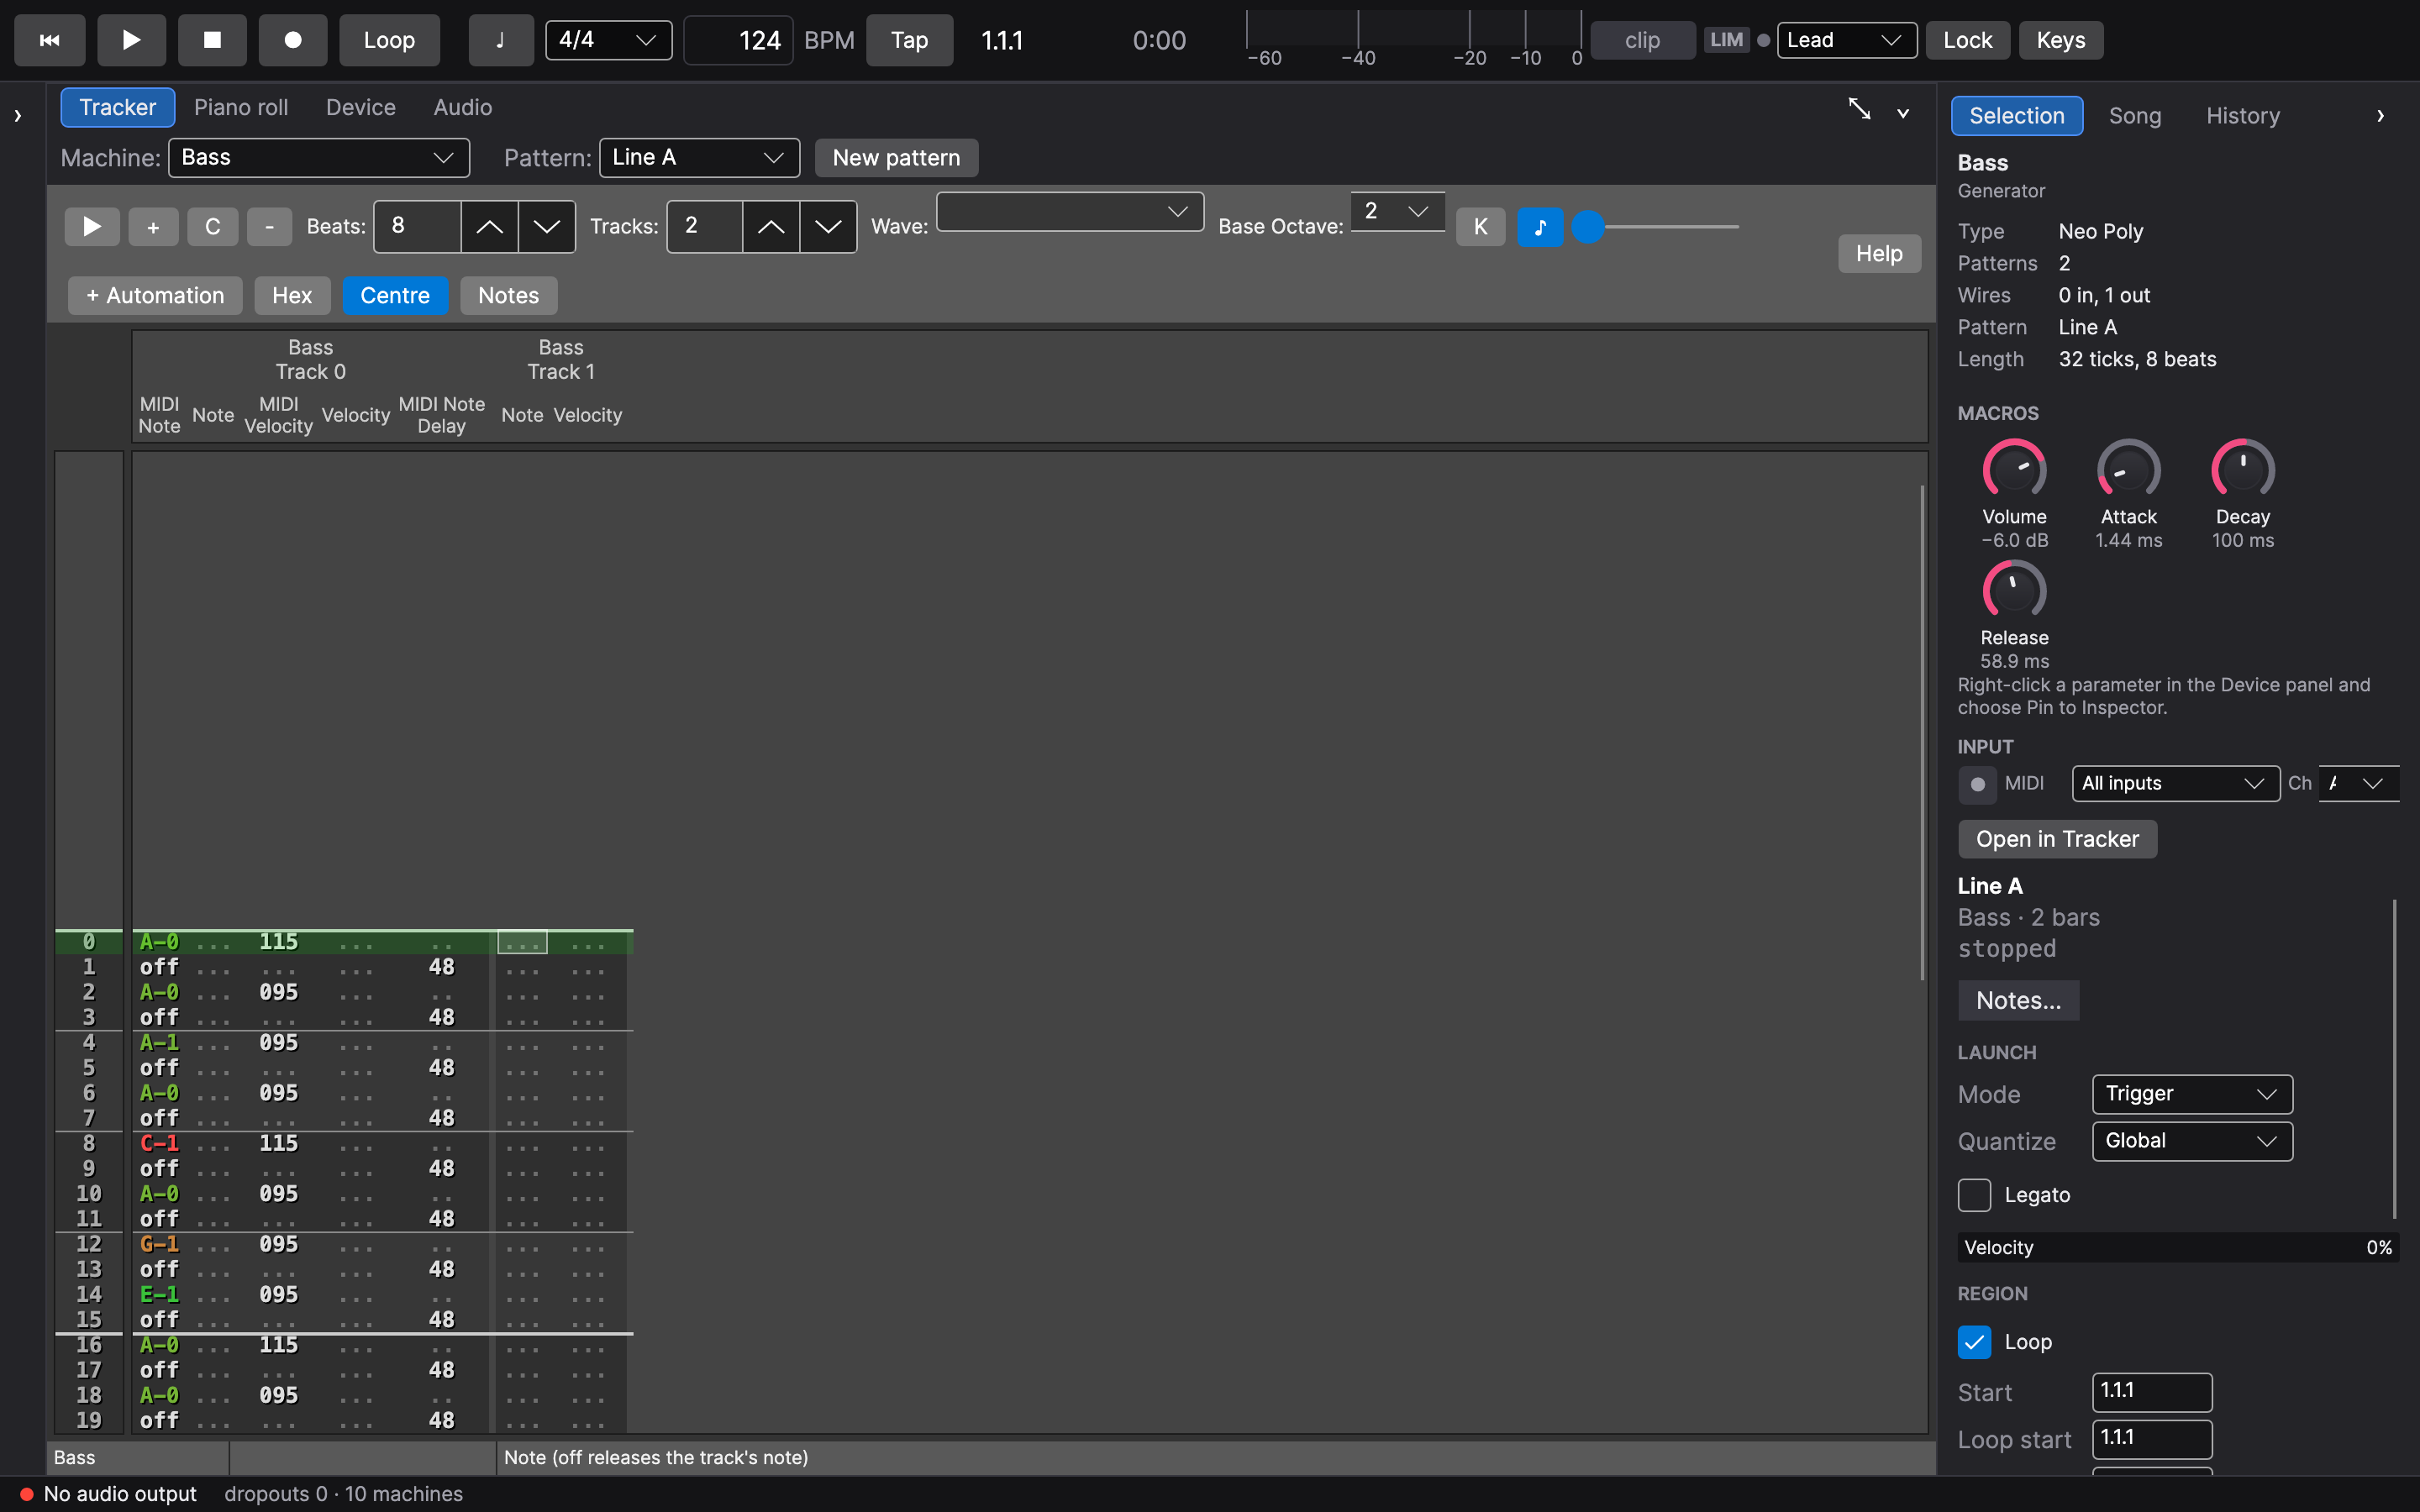 Loop 4/4 124 BPM Tap 1.1.1 0:00 −60 −40 −20 −10 0 clip LIM Lead Lock Keys
Tracker Piano roll Device Audio
Machine: Bass Pattern: Line A New pattern
+ C - Beats: 8 Tracks: 2 Wave: Base Octave: 2 K Help
+ Automation Hex Centre Notes
Bass Bass
Track 0 Track 1
MIDI Note Note MIDI Velocity Velocity MIDI Note Delay Note Velocity
0 A-0 ... 115 ... .. ... ...
1 off ... ... ... 48 ... ...
2 A-0 ... 095 ... .. ... ...
3 off ... ... ... 48 ... ...
4 A-1 ... 095 ... .. ... ...
5 off ... ... ... 48 ... ...
6 A-0 ... 095 ... .. ... ...
7 off ... ... ... 48 ... ...
8 C-1 ... 115 ... .. ... ...
9 off ... ... ... 48 ... ...
10 A-0 ... 095 ... .. ... ...
11 off ... ... ... 48 ... ...
12 G-1 ... 095 ... .. ... ...
13 off ... ... ... 48 ... ...
14 E-1 ... 095 ... .. ... ...
15 off ... ... ... 48 ... ...
16 A-0 ... 115 ... .. ... ...
17 off ... ... ... 48 ... ...
18 A-0 ... 095 ... .. ... ...
19 off ... ... ... 48 ... ...
Bass Note (off releases the track's note)
Selection Song History
Bass
Generator
Type Neo Poly
Patterns 2
Wires 0 in, 1 out
Pattern Line A
Length 32 ticks, 8 beats
MACROS
Volume Attack Decay
−6.0 dB 1.44 ms 100 ms
Release
58.9 ms
Right-click a parameter in the Device panel and
choose Pin to Inspector.
INPUT
MIDI All inputs Ch
Open in Tracker
Line A
Bass · 2 bars
stopped
Notes...
LAUNCH
Mode Trigger
Quantize Global
Legato
Velocity 0%
REGION
Loop
Start 1.1.1
Loop start 1.1.1
No audio output dropouts 0 · 10 machines